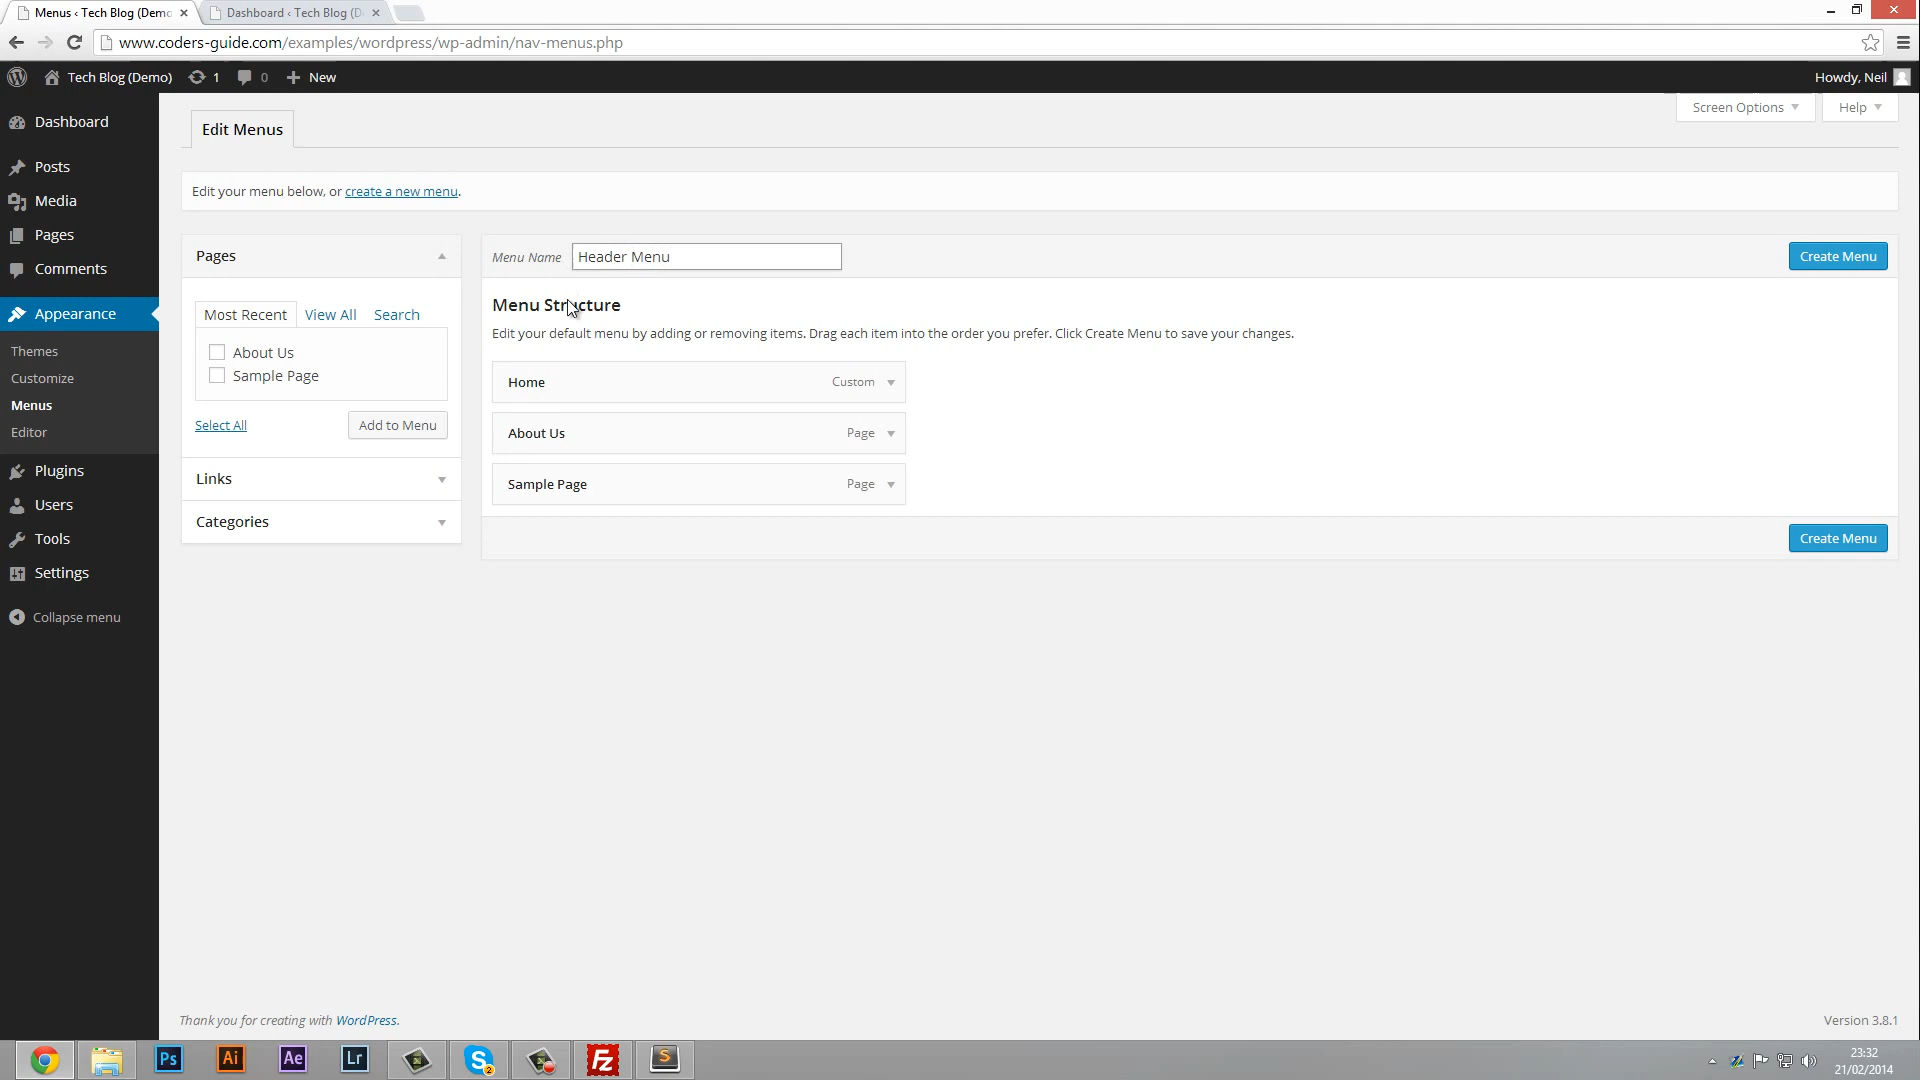 Menus ‹ Tech Blog (Demo
Dashboard ‹ Tech Blog (D
www.coders-guide.com/examples/wordpress/wp-admin/nav-menus.php
Tech Blog (Demo)
1
0
New
Howdy, Neil
Dashboard
Posts
Media
Pages
Comments
Appearance
Themes
Customize
Menus
Editor
Plugins
Users
Tools
Settings
Collapse menu
Screen Options
Help
Edit Menus
Edit your menu below, or create a new menu.
Pages
Most Recent
View All
Search
About Us
Sample Page
Select All
Add to Menu
Links
Categories
Menu Name
Header Menu
Create Menu
Menu Structure
Edit your default menu by adding or removing items. Drag each item into the order you prefer. Click Create Menu to save your changes.
Home
Custom
About Us
Page
Sample Page
Page
Create Menu
Thank you for creating with WordPress.
Version 3.8.1
Ps
Ai
Ae
Lr
S
2
Fz
S
23:32
21/02/2014